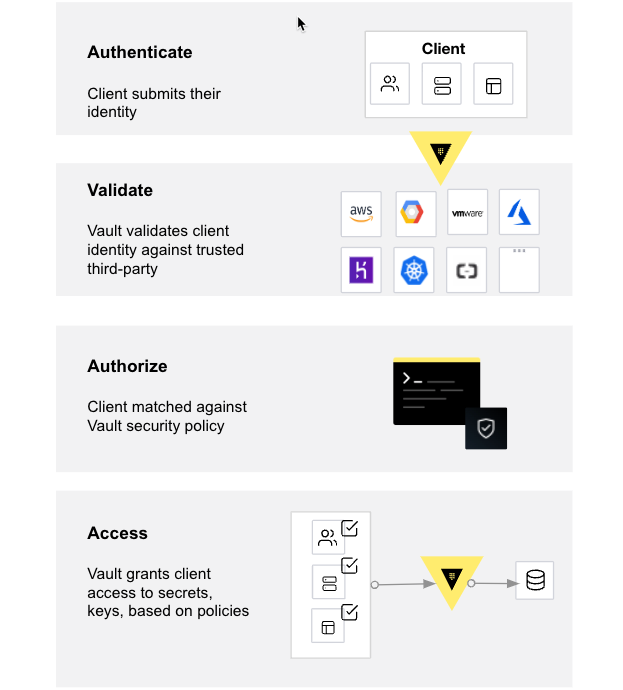 Authenticate
Client submits their
identity
Client
Validate
Vault validates client
identity against trusted
third-party
aws
vmware
Authorize
Client matched against
Vault security policy
Access
Vault grants client
access to secrets,
keys, based on policies